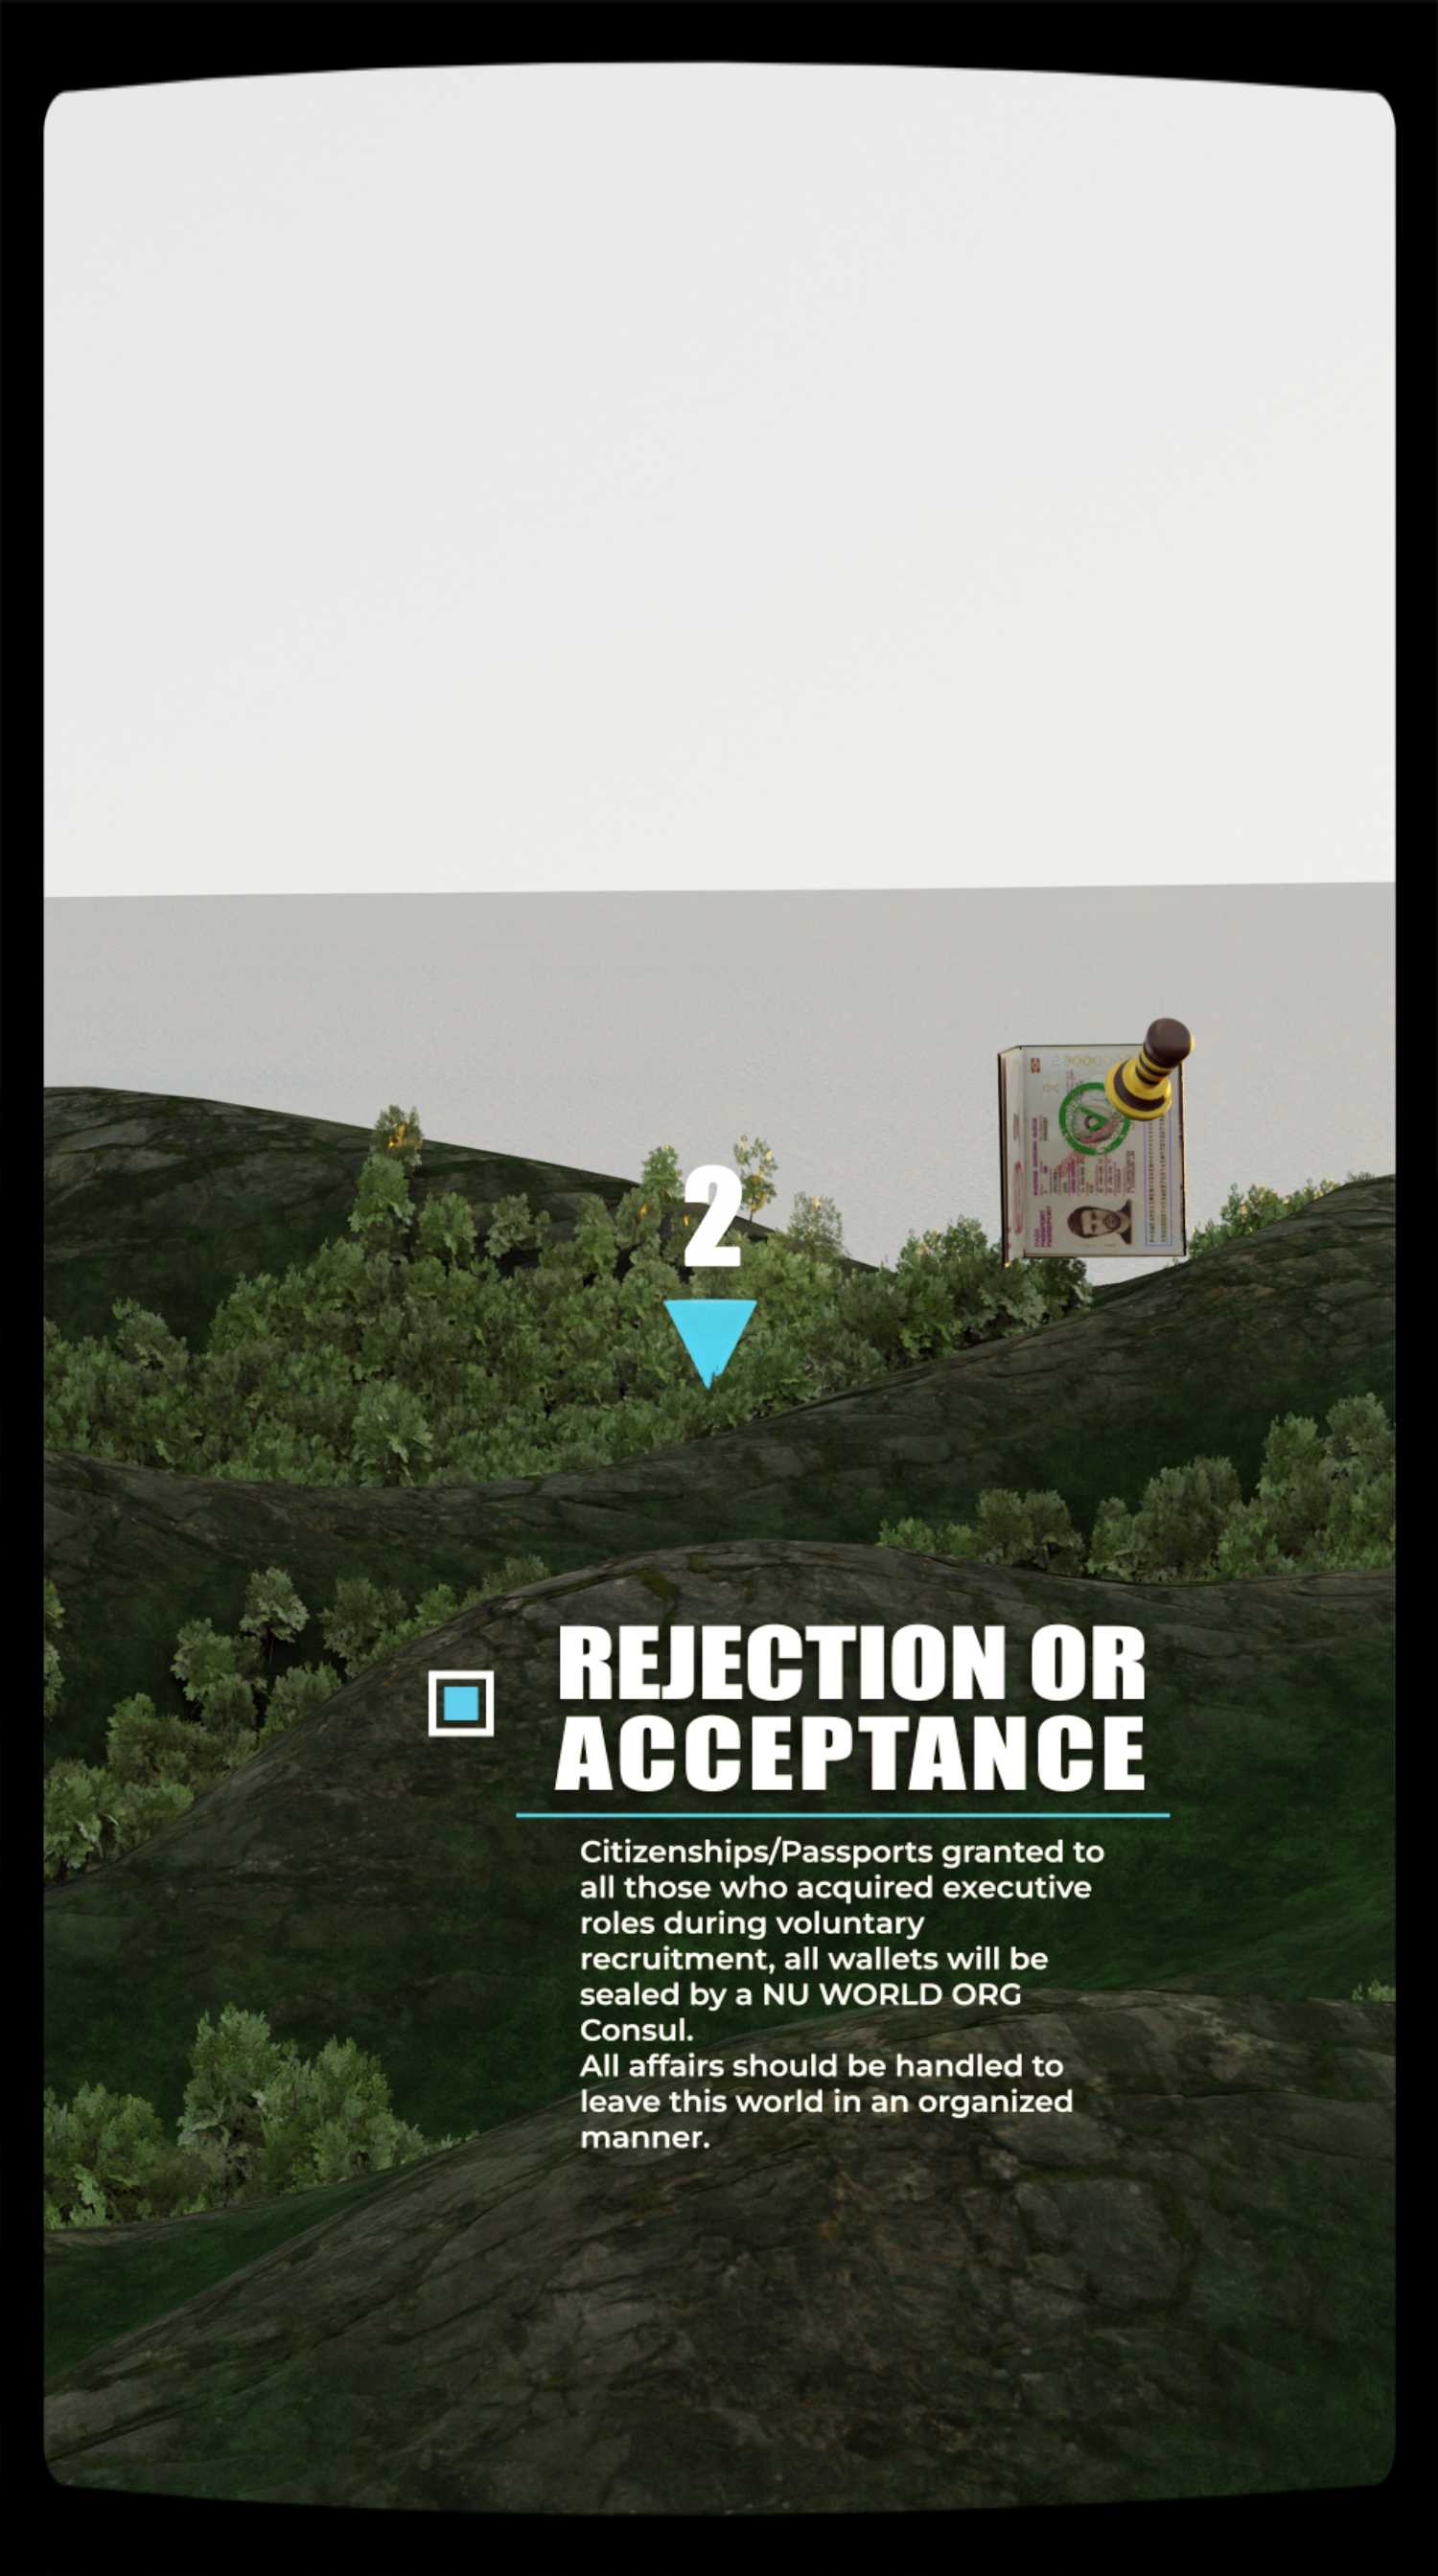 2
REJECTION OR
ACCEPTANCE
Citizenships/Passports granted to
all those who acquired executive
roles during voluntary
recruitment, all wallets will be
sealed by a NU WORLD ORG
Consul.
All affairs should be handled to
leave this world in an organized
manner.